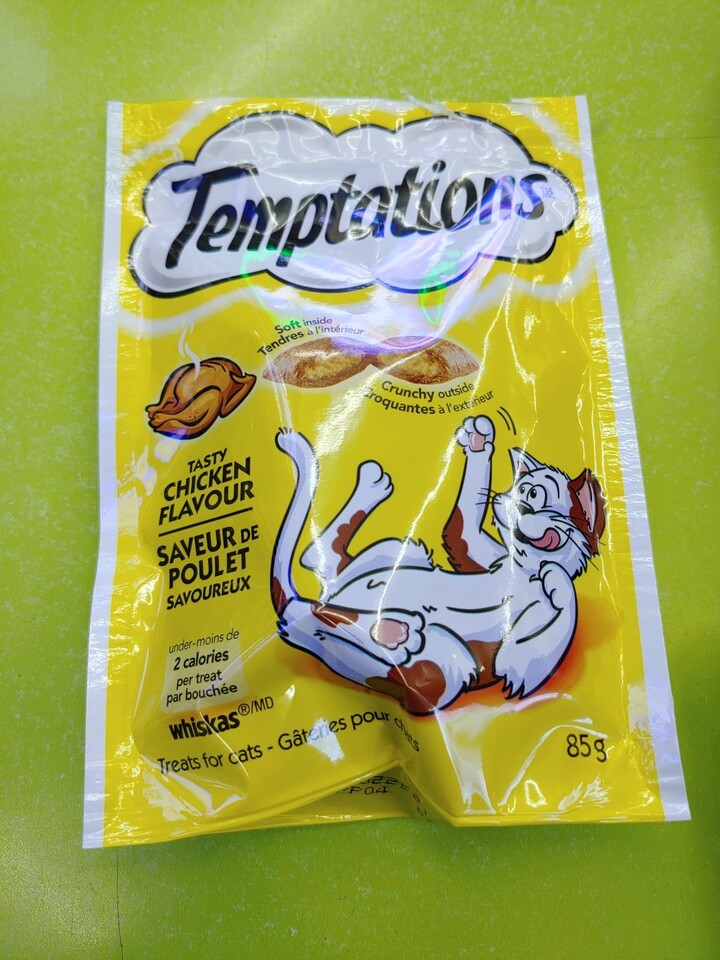 Temptations
Soft inside
Tendres à l'intérieur
Crunchy outside
Croquantes à l'extérieur
TASTY
CHICKEN
FLAVOUR
SAVEUR DE
POULET
SAVOUREUX
under-moins de
2 calories
per treat
par bouchée
whiskas®/MD
Treats for cats - Gâteries pour chats
85g